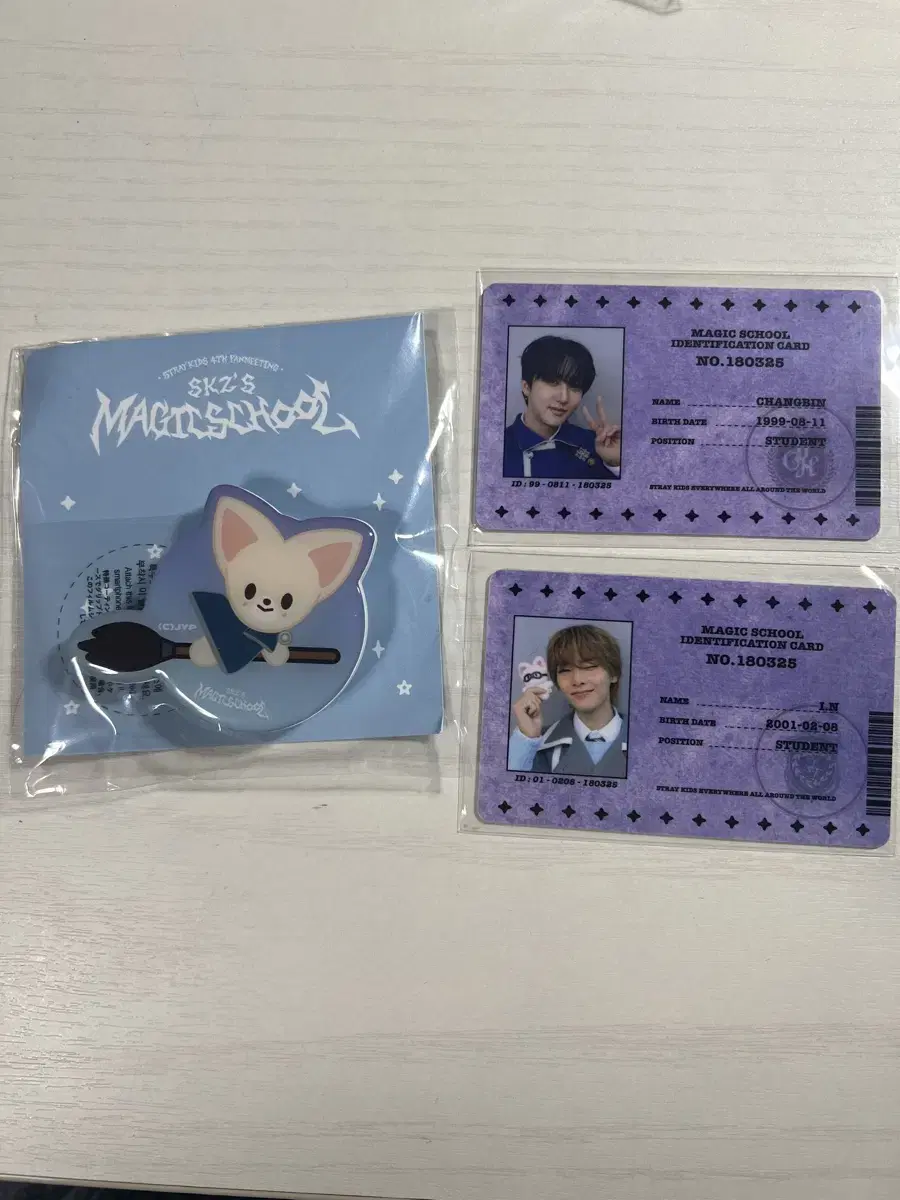 · STRAY KIDS 4TH FANMEETING ·
SKZ'S
MAGIC SCHOOL
Attach this
smartphone
(C)JYP
SKZ'S
MAGIC SCHOOL
MAGIC SCHOOL
IDENTIFICATION CARD
NO.180325
NAME CHANGBIN
BIRTH DATE 1999-08-11
POSITION STUDENT
ID : 99 - 0811 - 180325
STRAY KIDS EVERYWHERE ALL AROUND THE WORLD
MAGIC SCHOOL
IDENTIFICATION CARD
NO.180325
NAME I.N
BIRTH DATE 2001-02-08
POSITION STUDENT
ID : 01 - 0208 - 180325
STRAY KIDS EVERYWHERE ALL AROUND THE WORLD